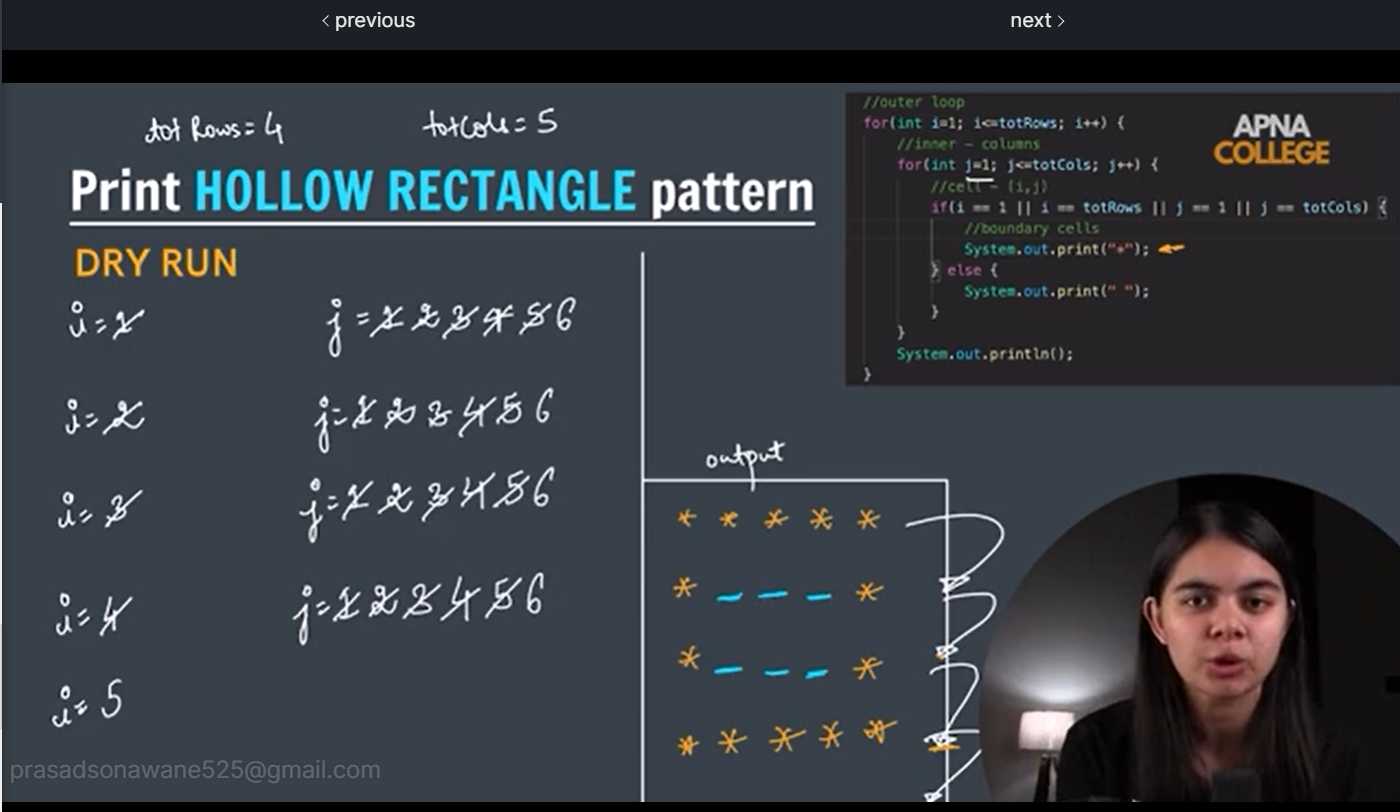 ‹ previous
next ›
tot Rows = 4
totCols = 5
Print HOLLOW RECTANGLE pattern
DRY RUN
i = 1
j = 1 2 3 4 5 6
i = 2
j = 1 2 3 4 5 6
i = 3
j = 1 2 3 4 5 6
i = 4
j = 1 2 3 4 5 6
i = 5
//outer loop
for(int i=1; i<=totRows; i++) {
//inner - columns
for(int j=1; j<=totCols; j++) {
//cell - (i,j)
if(i == 1 || i == totRows || j == 1 || j == totCols) {
//boundary cells
System.out.print("*");
} else {
System.out.print(" ");
}
}
System.out.println();
}
APNA
COLLEGE
output
* * * * *
* _ _ _ *
* _ _ _ *
* * * * *
prasadsonawane525@gmail.com